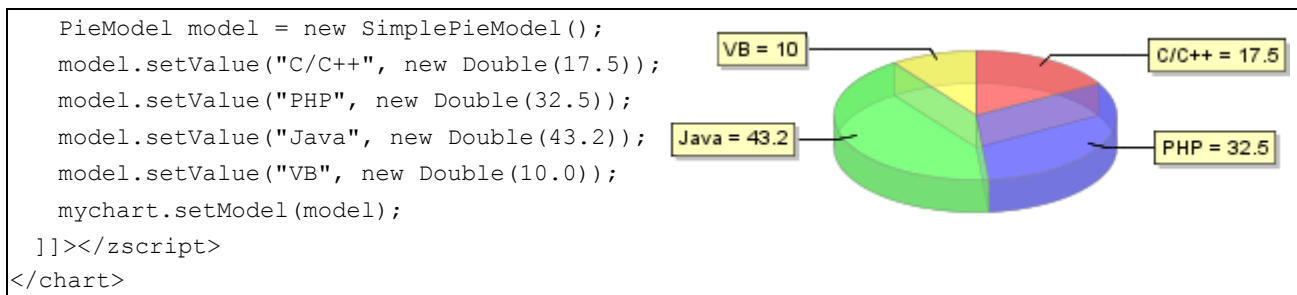 PieModel model = new SimplePieModel();
model.setValue("C/C++", new Double(17.5));
model.setValue("PHP", new Double(32.5));
model.setValue("Java", new Double(43.2));
model.setValue("VB", new Double(10.0));
mychart.setModel(model);
]]></zscript>
</chart>
VB = 10
C/C++ = 17.5
Java = 43.2
PHP = 32.5